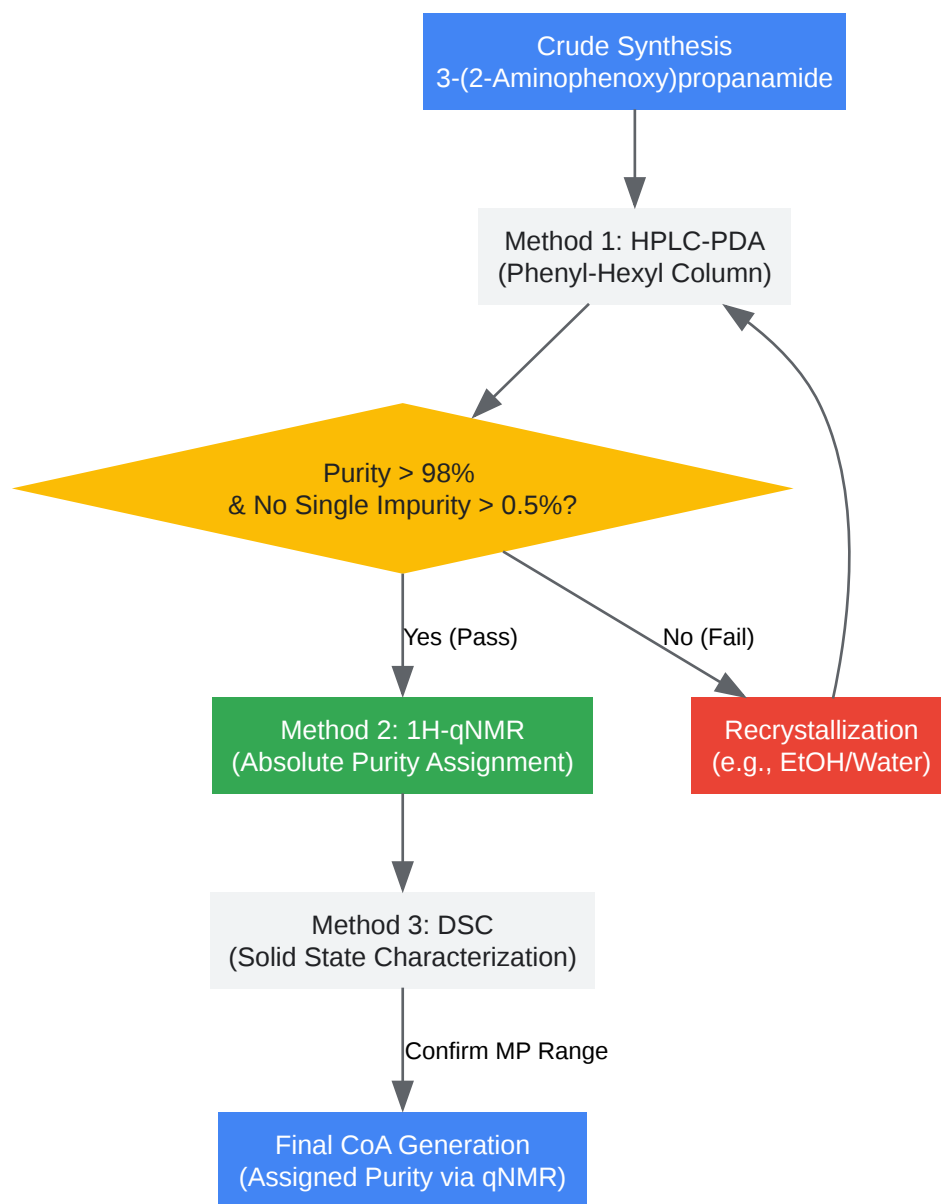 Crude Synthesis
3-(2-Aminophenoxy)propanamide
Method 1: HPLC-PDA
(Phenyl-Hexyl Column)
Purity > 98%
& No Single Impurity > 0.5%?
Yes (Pass)
No (Fail)
Method 2: 1H-qNMR
(Absolute Purity Assignment)
Recrystallization
(e.g., EtOH/Water)
Method 3: DSC
(Solid State Characterization)
Confirm MP Range
Final CoA Generation
(Assigned Purity via qNMR)